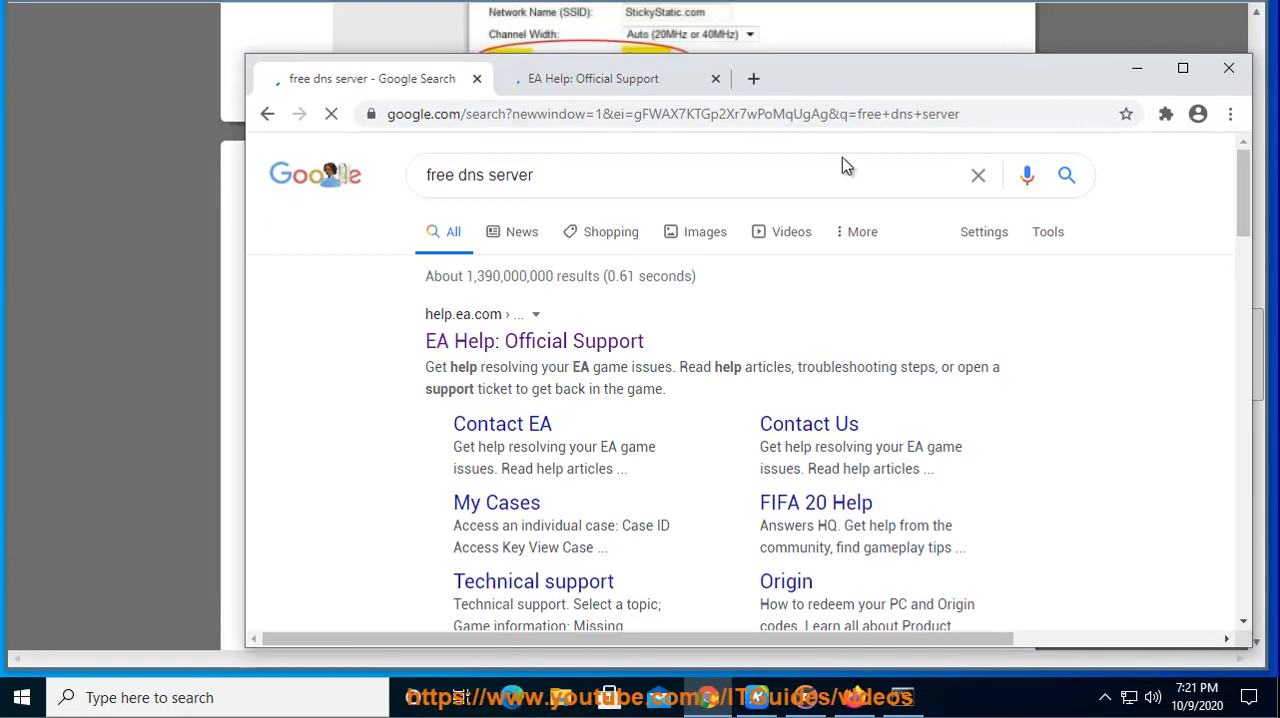 Network Name (SSID): StickyStatic.com
Channel Width: Auto (20MHz or 40MHz)
free dns server - Google Search
EA Help: Official Support
google.com/search?newwindow=1&ei=gFWAX7KTGp2Xr7wPoMqUgAg&q=free+dns+server
Google
free dns server
All News Shopping Images Videos More Settings Tools
About 1,390,000,000 results (0.61 seconds)
help.ea.com › ...
EA Help: Official Support
Get help resolving your EA game issues. Read help articles, troubleshooting steps, or open a
support ticket to get back in the game.
Contact EA
Get help resolving your EA game
issues. Read help articles ...
Contact Us
Get help resolving your EA game
issues. Read help articles ...
My Cases
Access an individual case: Case ID
Access Key View Case ...
FIFA 20 Help
Answers HQ. Get help from the
community, find gameplay tips ...
Technical support
Technical support. Select a topic;
Game information; Missing
Origin
How to redeem your PC and Origin
codes. Learn all about Product
Type here to search
https://www.youtube.com/c/ITGuides/videos
7:21 PM
10/9/2020